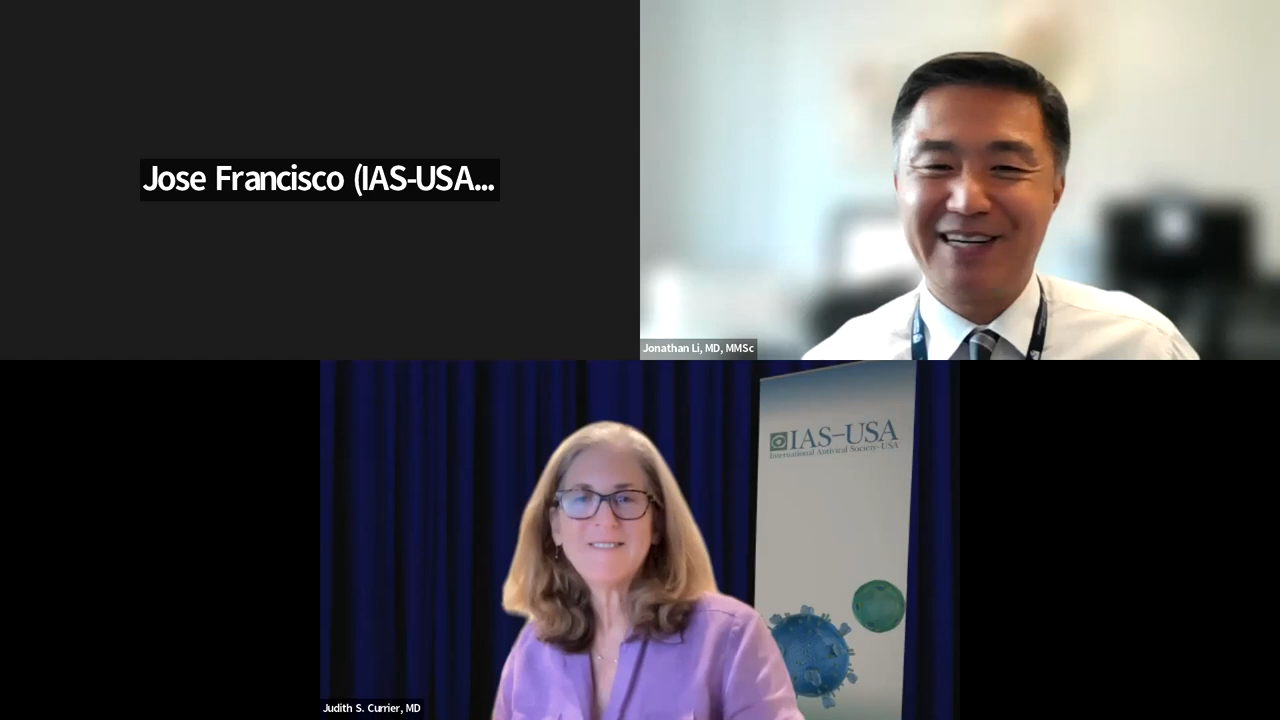 Jose Francisco (IAS-USA...
Jonathan Li, MD, MMSc
IAS–USA
International Antiviral Society–USA
Judith S. Currier, MD